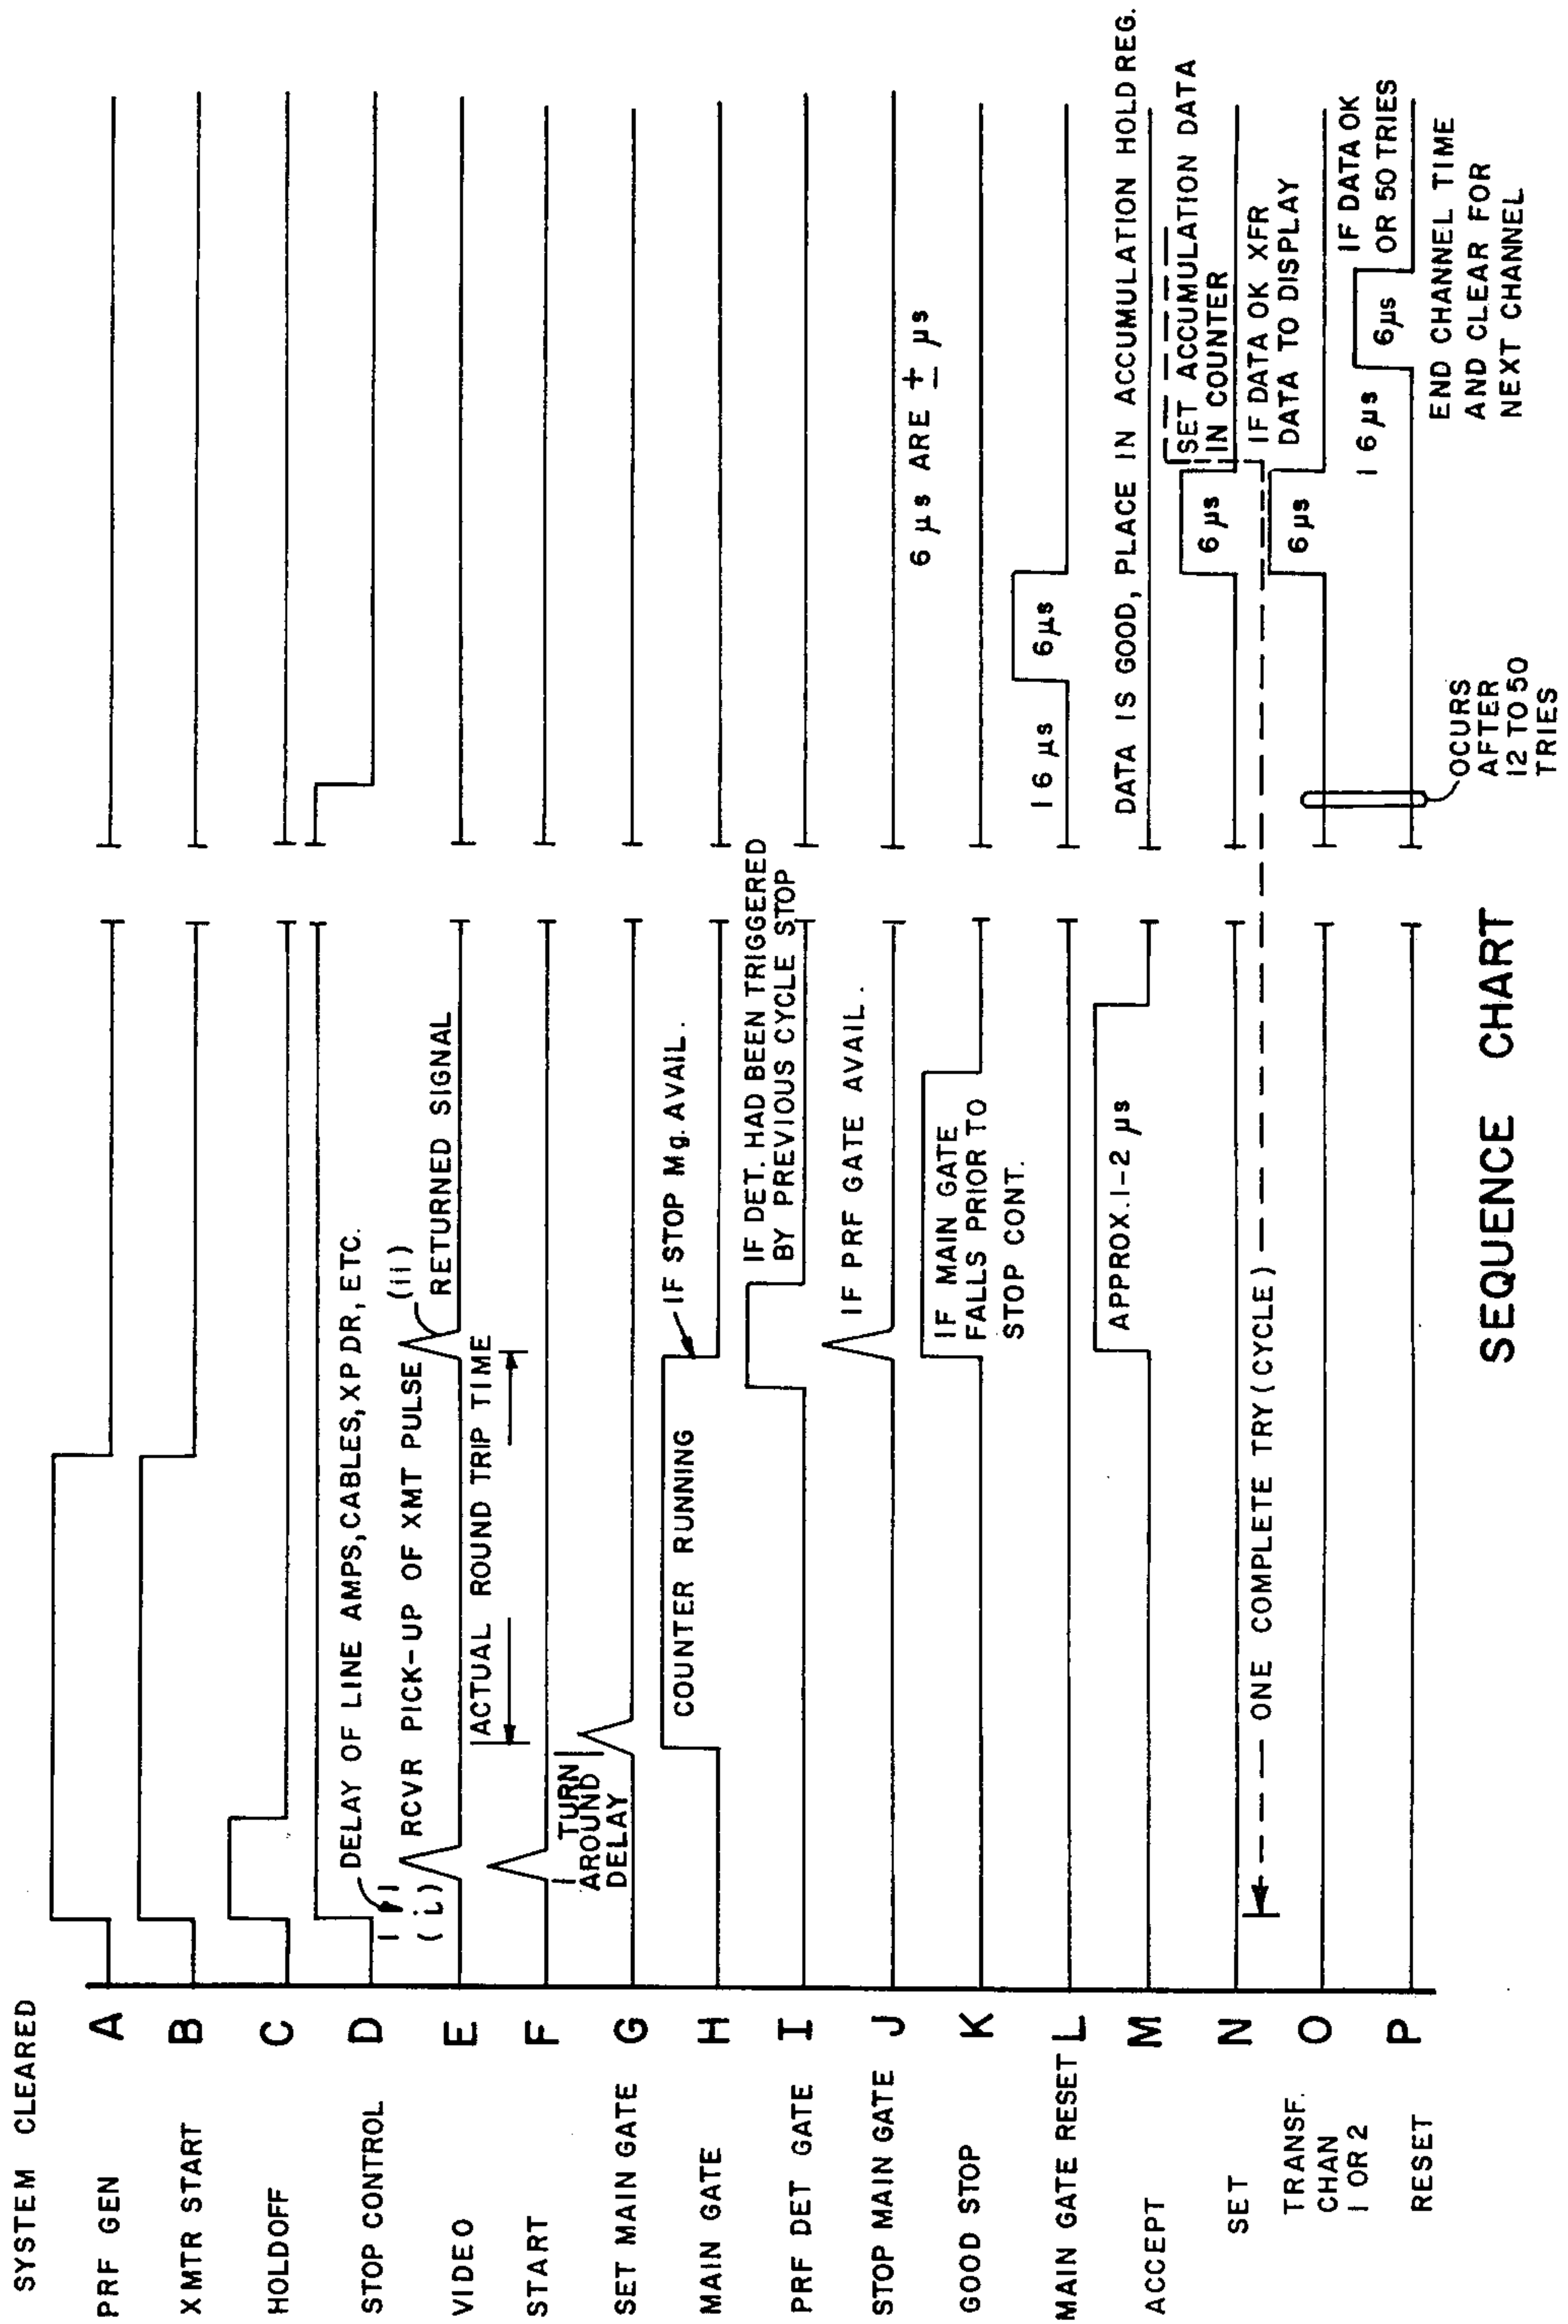 SYSTEM CLEARED
PRF GEN A
XMTR START B
HOLDOFF C
STOP CONTROL D
DELAY OF LINE AMPS, CABLES, XPDR, ETC.
(i)
RCVR PICK-UP OF XMT PULSE
(ii)
RETURNED SIGNAL
VIDEO E
ACTUAL ROUND TRIP TIME
START F
TURN
AROUND
DELAY
SET MAIN GATE G
COUNTER RUNNING
IF STOP Mg. AVAIL.
MAIN GATE H
IF DET. HAD BEEN TRIGGERED
BY PREVIOUS CYCLE STOP
PRF DET GATE I
IF PRF GATE AVAIL.
STOP MAIN GATE J
6 µs ARE ± µs
IF MAIN GATE
FALLS PRIOR TO
STOP CONT.
GOOD STOP K
16 µs
6 µs
MAIN GATE RESET L
APPROX. 1-2 µs
DATA IS GOOD, PLACE IN ACCUMULATION HOLD REG.
ACCEPT M
6 µs
SET ACCUMULATION DATA
IN COUNTER
SET N
ONE COMPLETE TRY (CYCLE)
IF DATA OK XFR
DATA TO DISPLAY
6 µs
TRANSF.
CHAN
1 OR 2
O
16 µs
6 µs
IF DATA OK
OR 50 TRIES
RESET P
OCURS
AFTER
12 TO 50
TRIES
END CHANNEL TIME
AND CLEAR FOR
NEXT CHANNEL
SEQUENCE CHART